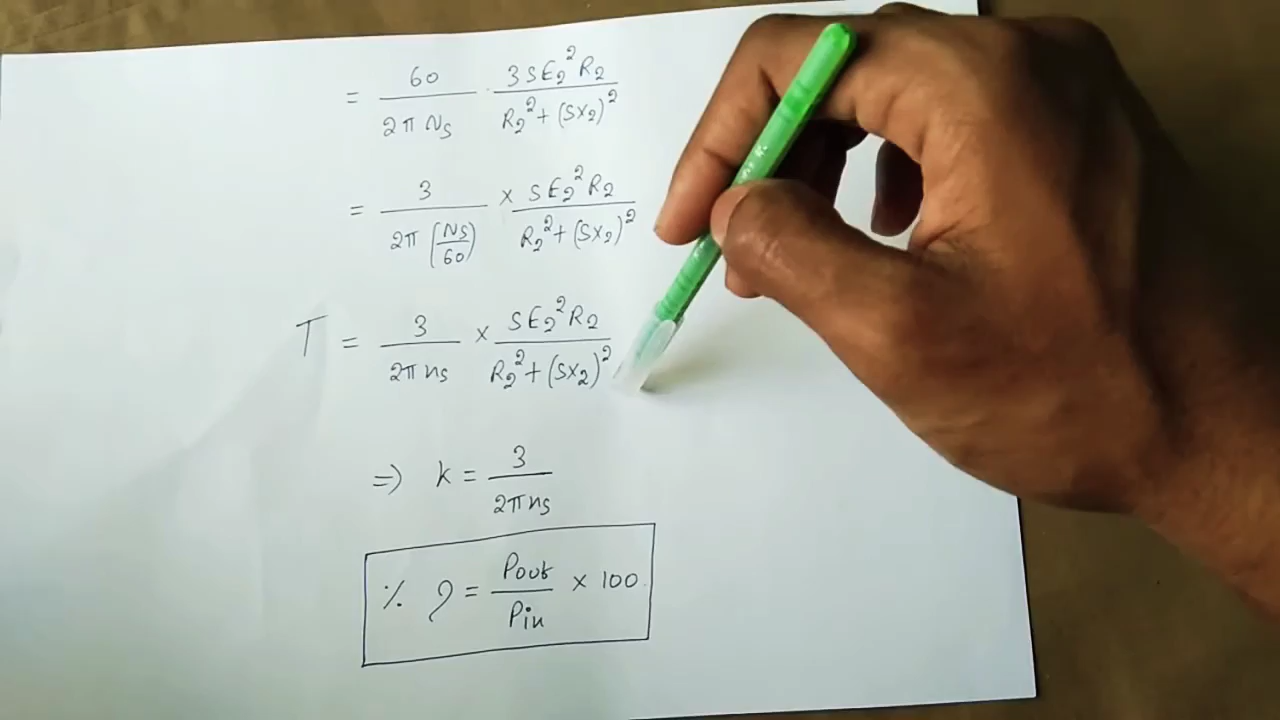 = 60/(2π Ns) · 3SE₂²R₂/(R₂²+(SX₂)²)
= 3/(2π (Ns/60)) × SE₂²R₂/(R₂²+(SX₂)²)
T = 3/(2π ns) × SE₂²R₂/(R₂²+(SX₂)²)
=> k = 3/(2π ns)
% η = Pout/Pin × 100